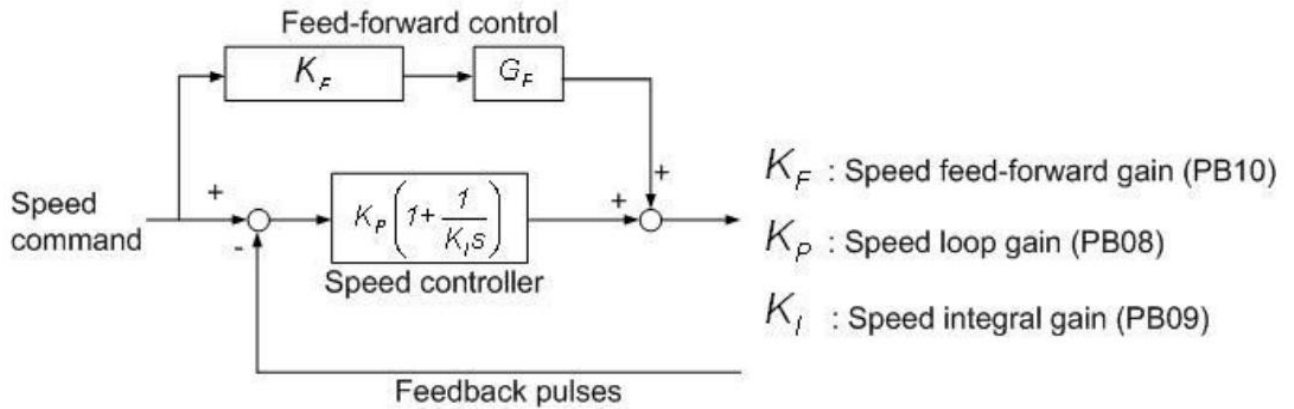 Feed-forward control
K_F
G_F
+
K_F : Speed feed-forward gain (PB10)
Speed
command
+
-
K_P(1+1/(K_I s))
+
K_P : Speed loop gain (PB08)
Speed controller
K_I : Speed integral gain (PB09)
Feedback pulses